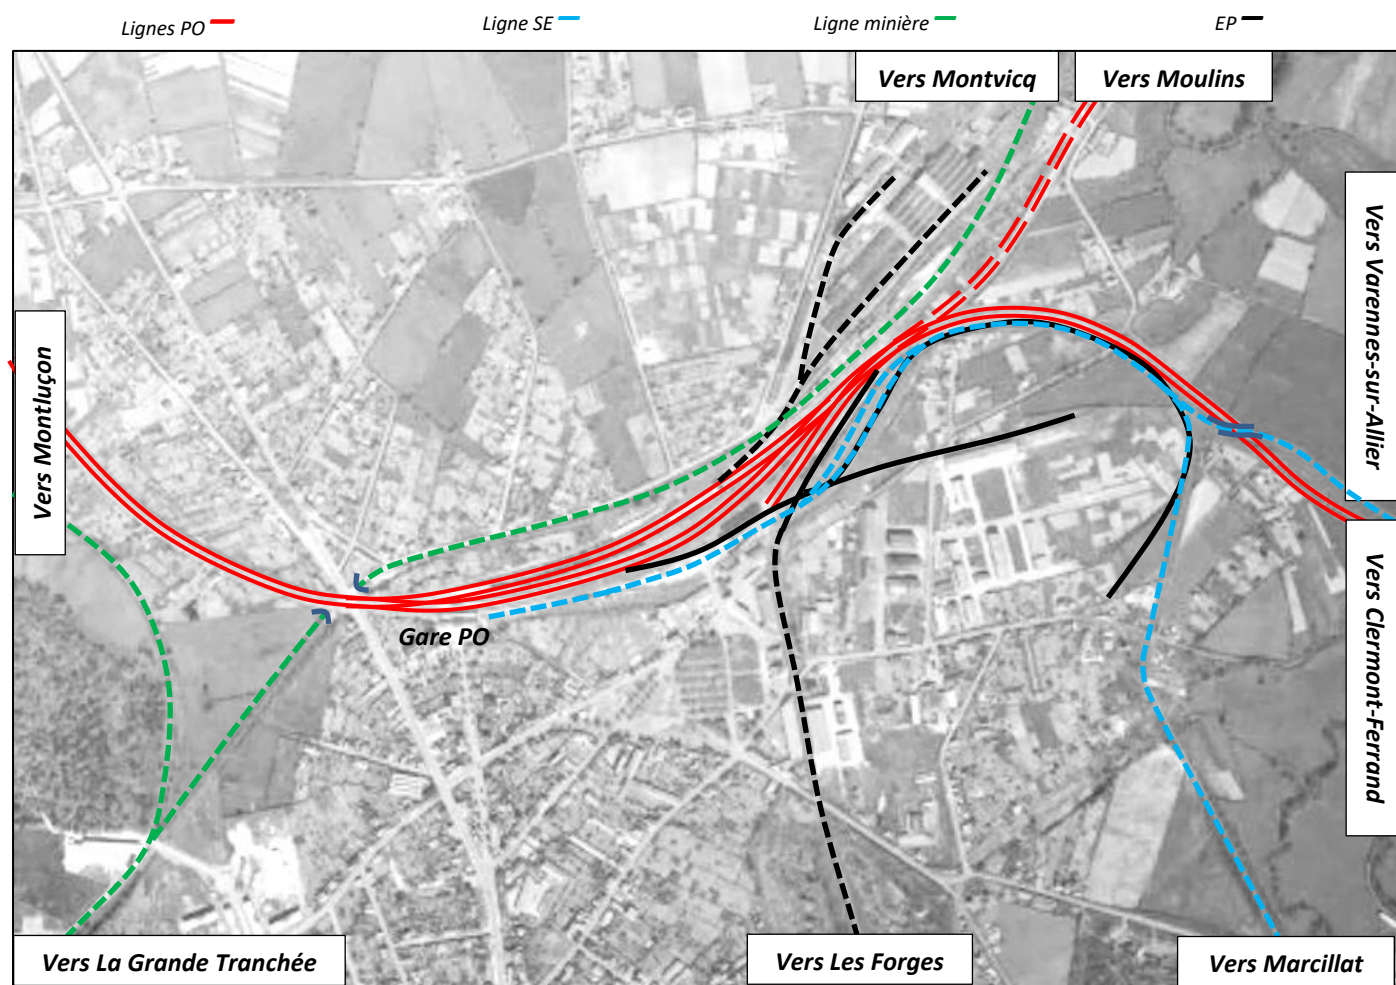 Lignes PO
Ligne SE
Ligne minière
EP
Vers Montvicq
Vers Moulins
Vers Varennes-sur-Allier
Vers Montluçon
Vers Clermont-Ferrand
Gare PO
Vers La Grande Tranchée
Vers Les Forges
Vers Marcillat